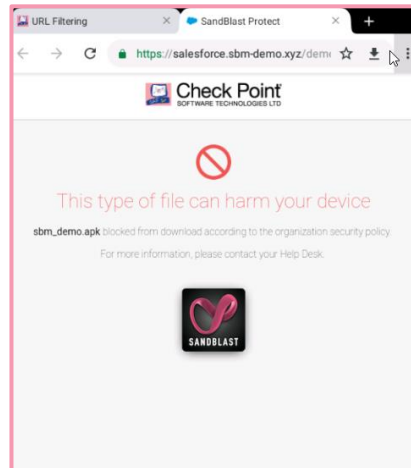 URL Filtering
SandBlast Protect
https://salesforce.sbm-demo.xyz/dem
Check Point
SOFTWARE TECHNOLOGIES LTD
This type of file can harm your device
sbm_demo.apk blocked from download according to the organization security policy.
For more information, please contact your Help Desk.
SANDBLAST